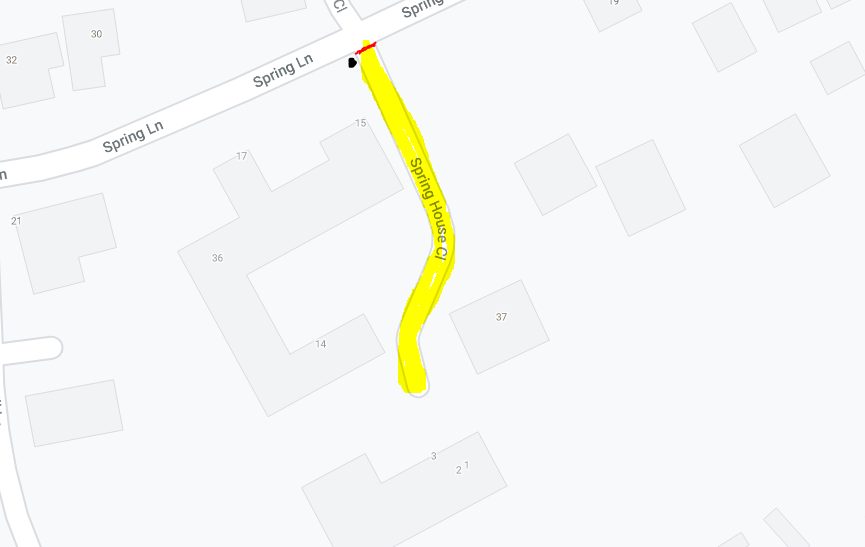 Cl
Spring
19
30
32
Spring Ln
Spring Ln
n
15
17
Spring House Cl
21
36
37
14
3
2
1